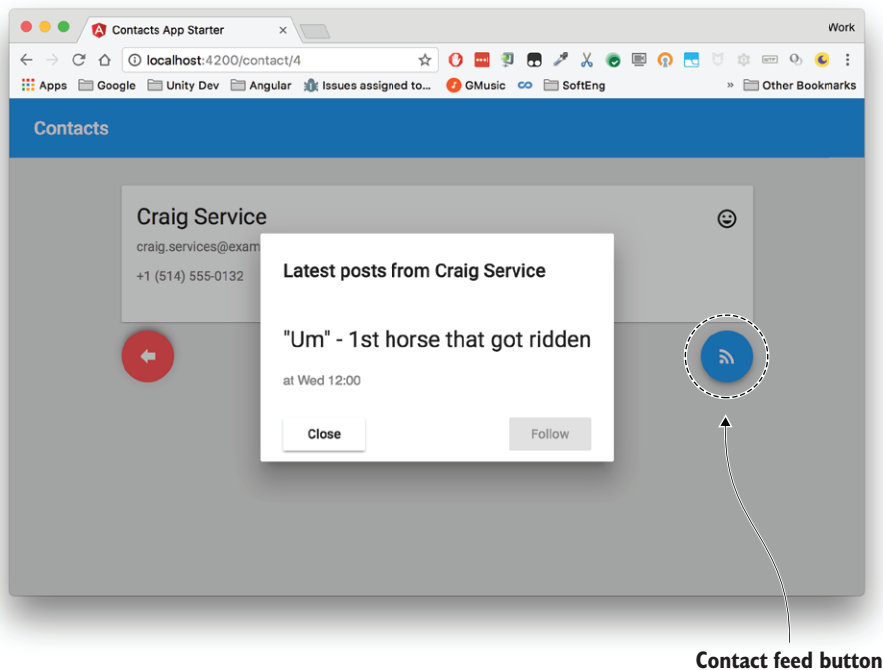 Contacts App Starter
Work
localhost:4200/contact/4
Apps Google Unity Dev Angular Issues assigned to... GMusic SoftEng » Other Bookmarks
Contacts
Craig Service
craig.services@exam
+1 (514) 555-0132
Latest posts from Craig Service
"Um" - 1st horse that got ridden
at Wed 12:00
Close
Follow
Contact feed button